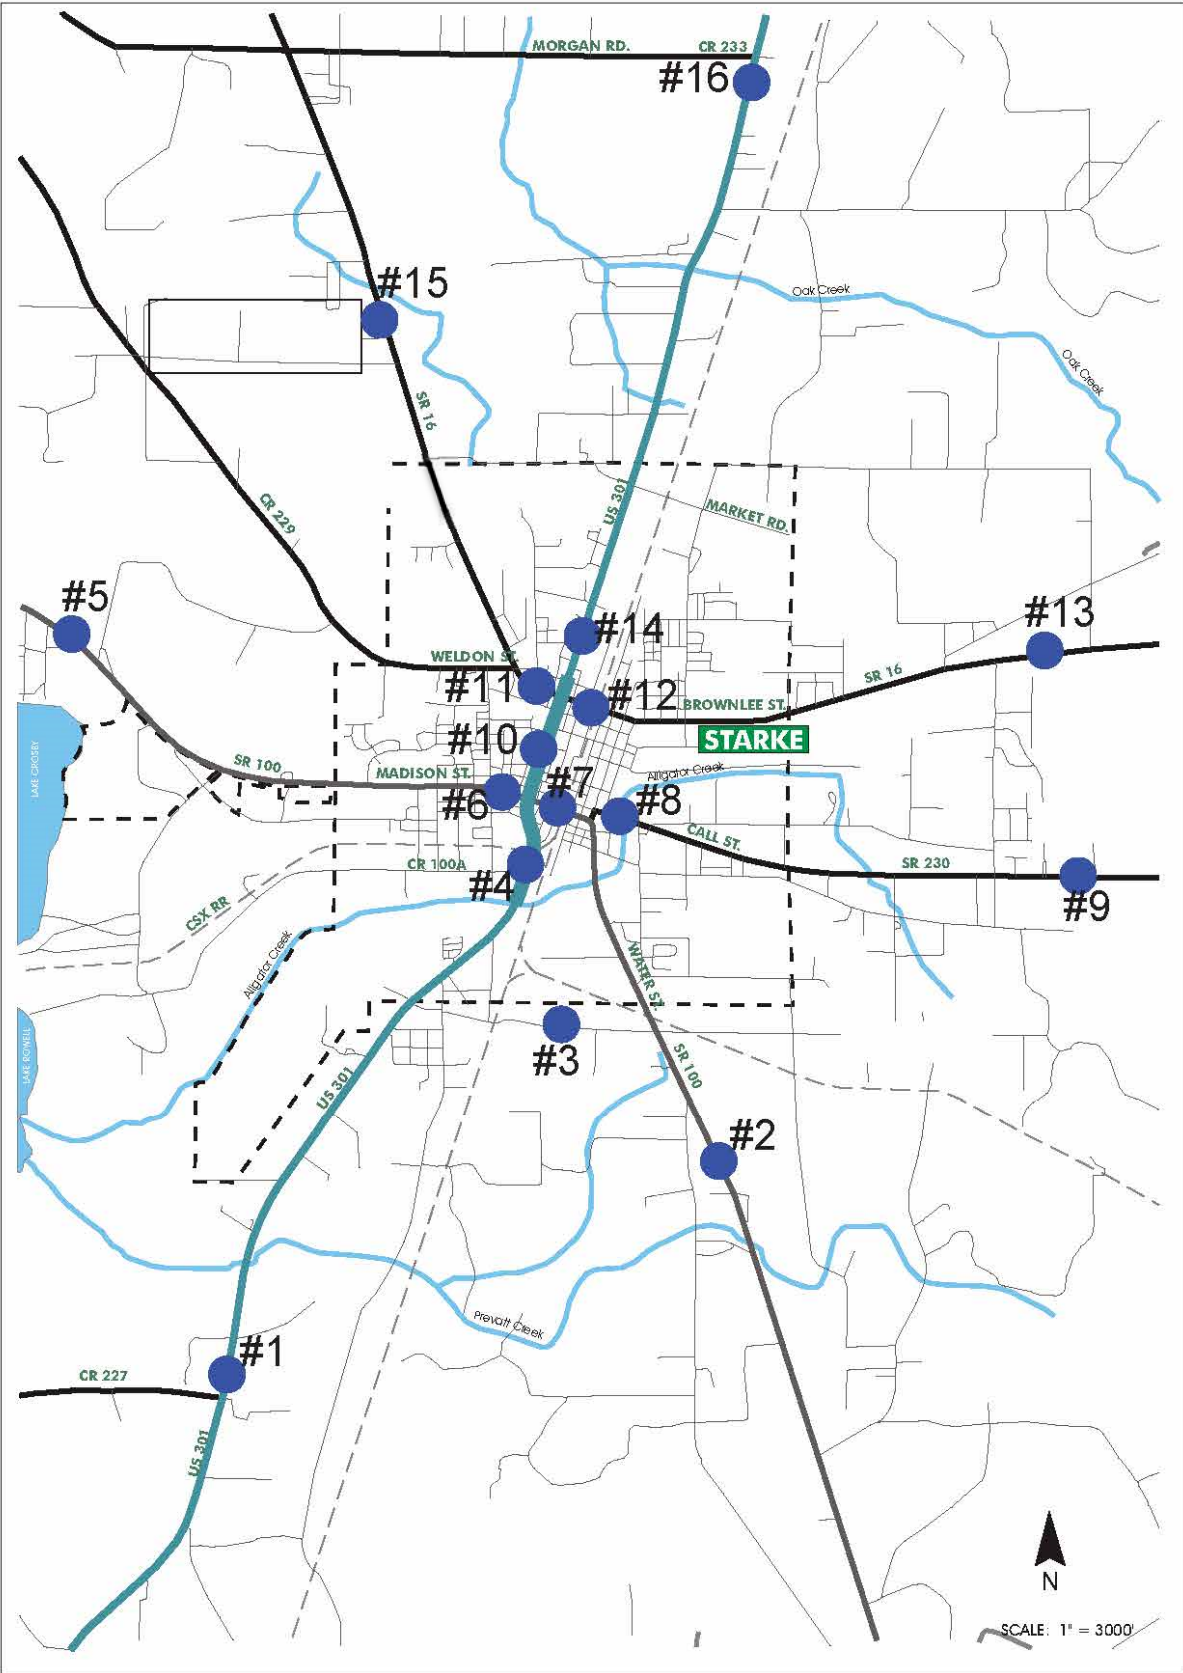 MORGAN RD.
CR 233
#16
#15
Oak Creek
Oak Creek
SR 16
US 301
MARKET RD.
CR 229
#5
#13
#14
WELDON ST.
#11
#12
SR 16
BROWNLEE ST.
STARKE
#10
LAKE CROSBY
SR 100
MADISON ST.
#7
Alligator Creek
#6
#8
CALL ST.
CR 100A
SR 230
#4
#9
CSX RR
Alligator Creek
WATER ST.
#3
LAKE ROWELL
US 301
SR 100
#2
Prevatt Creek
#1
CR 227
US 301
N
SCALE: 1" = 3000'